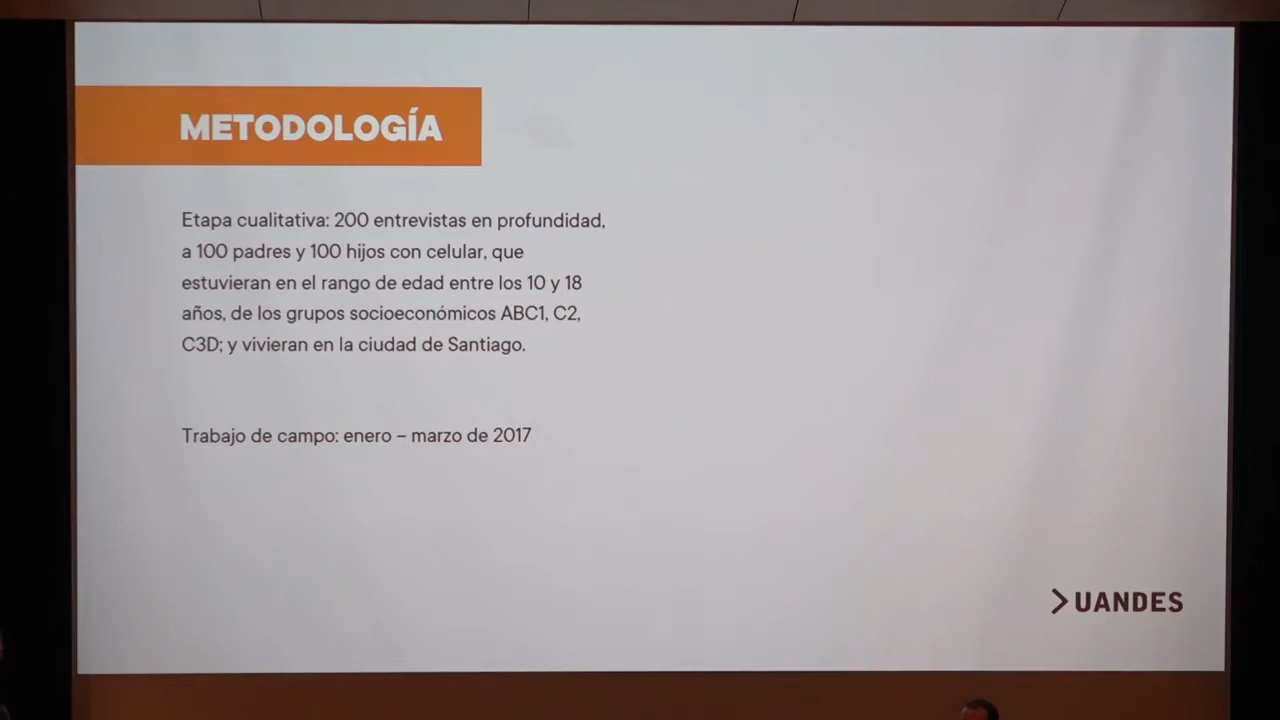 METODOLOGÍA
Etapa cualitativa: 200 entrevistas en profundidad,
a 100 padres y 100 hijos con celular, que
estuvieran en el rango de edad entre los 10 y 18
años, de los grupos socioeconómicos ABC1, C2,
C3D; y vivieran en la ciudad de Santiago.
Trabajo de campo: enero – marzo de 2017
UANDES